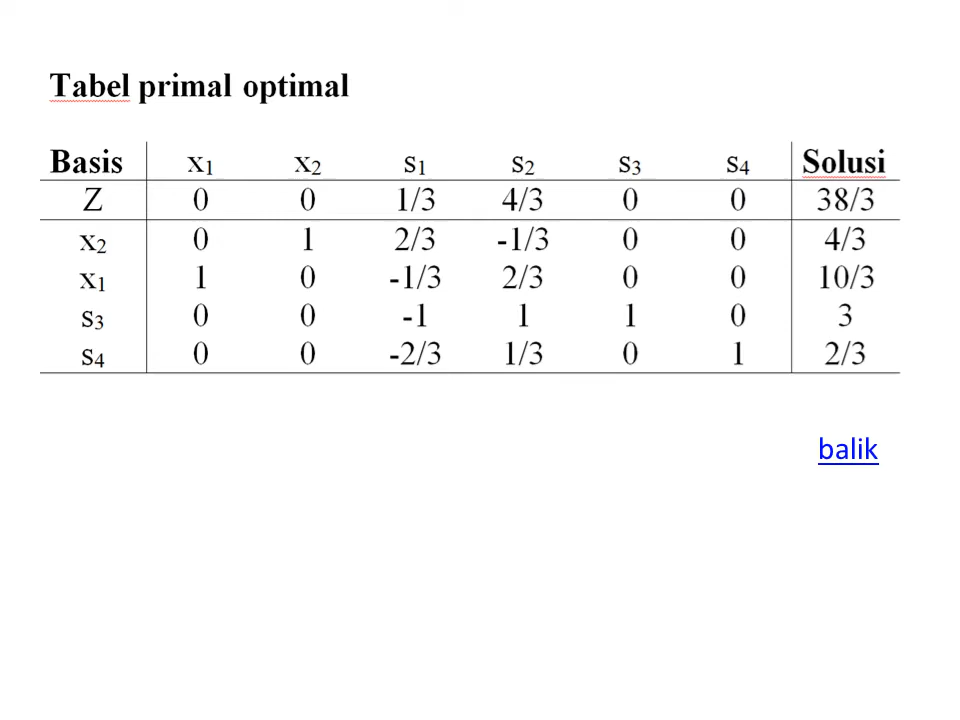 Tabel primal optimal
Basis x₁ x₂ s₁ s₂ s₃ s₄ Solusi
Z 0 0 1/3 4/3 0 0 38/3
x₂ 0 1 2/3 -1/3 0 0 4/3
x₁ 1 0 -1/3 2/3 0 0 10/3
s₃ 0 0 -1 1 1 0 3
s₄ 0 0 -2/3 1/3 0 1 2/3
balik